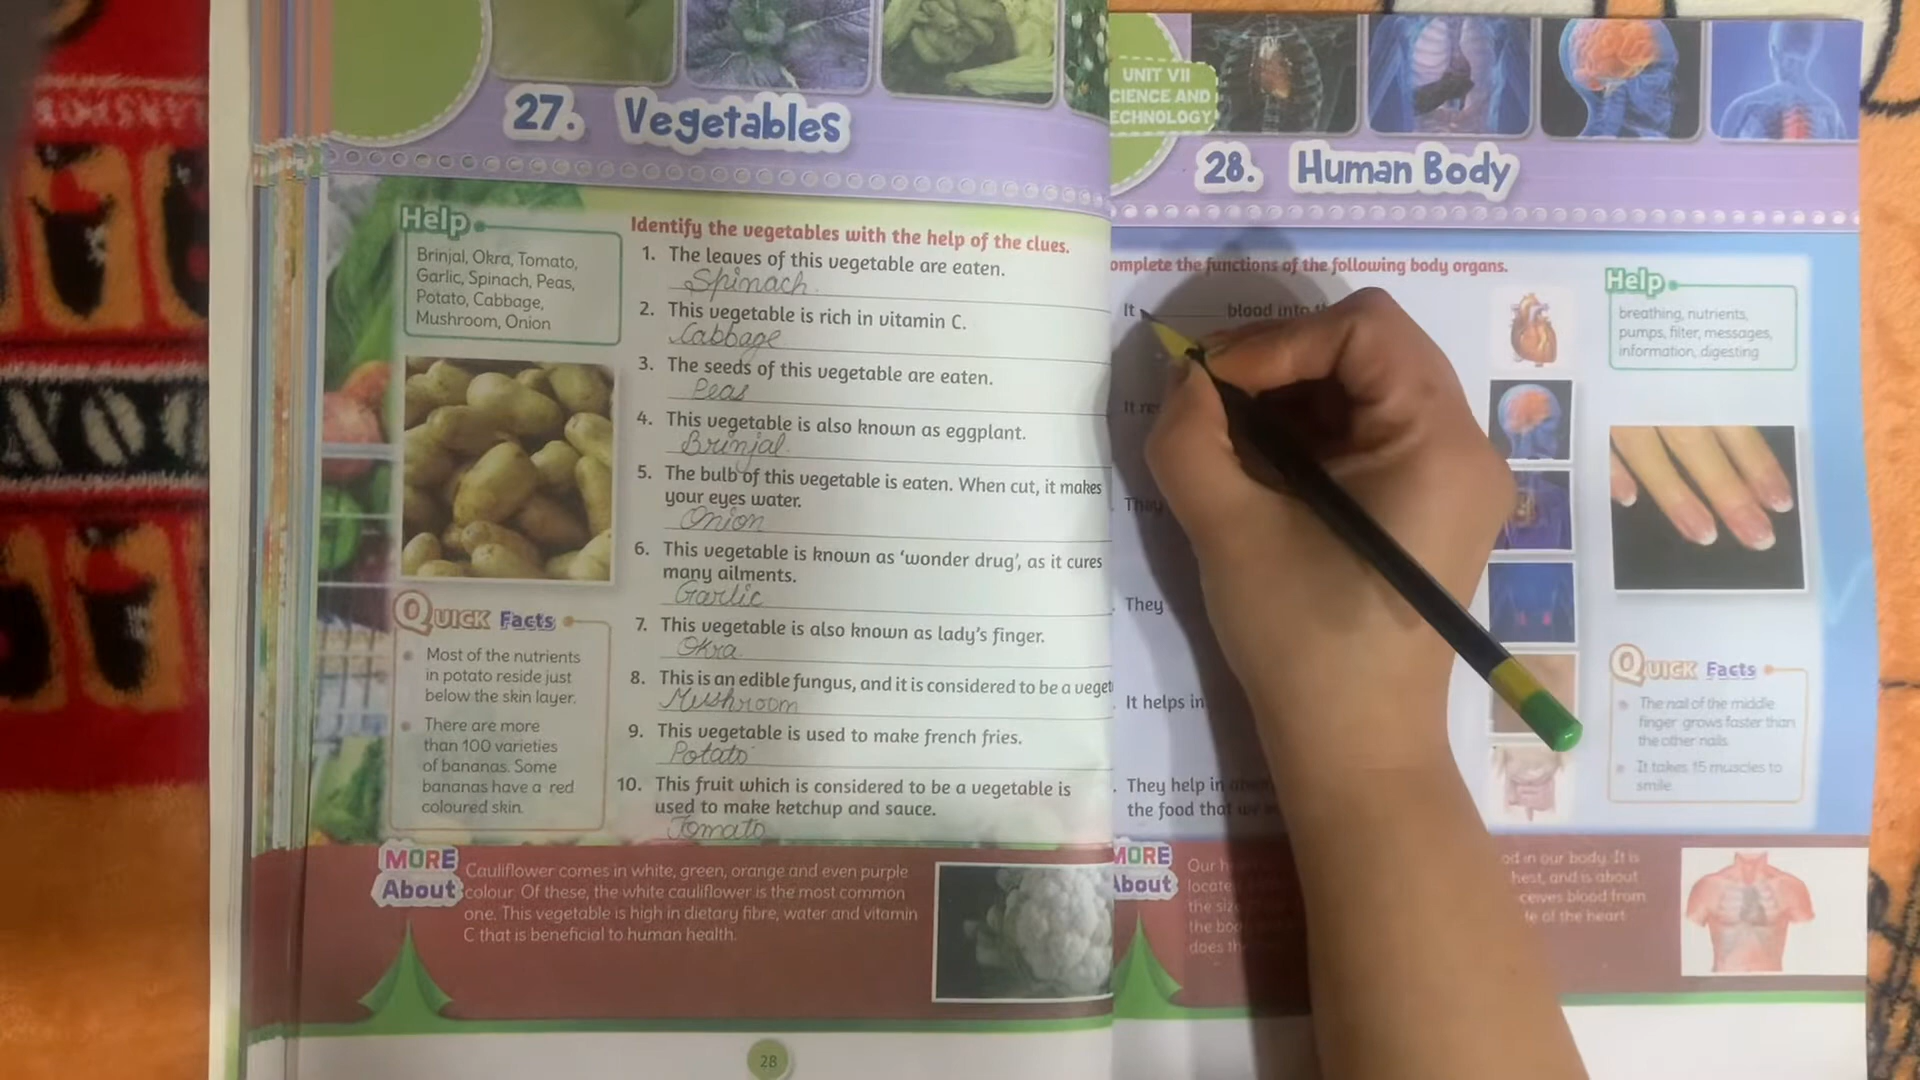 27. Vegetables
Help
Brinjal, Okra, Tomato,
Garlic, Spinach, Peas,
Potato, Cabbage,
Mushroom, Onion
Identify the vegetables with the help of the clues.
1. The leaves of this vegetable are eaten.
Spinach
2. This vegetable is rich in vitamin C.
Cabbage
3. The seeds of this vegetable are eaten.
Peas
4. This vegetable is also known as eggplant.
Brinjal
5. The bulb of this vegetable is eaten. When cut, it makes
your eyes water.
Onion
6. This vegetable is known as ‘wonder drug’, as it cures
many ailments.
Garlic
7. This vegetable is also known as lady’s finger.
Okra
8. This is an edible fungus, and it is considered to be a veget
Mushroom
9. This vegetable is used to make french fries.
Potato
10. This fruit which is considered to be a vegetable is
used to make ketchup and sauce.
Tomato
QUICK Facts
Most of the nutrients
in potato reside just
below the skin layer.
There are more
than 100 varieties
of bananas. Some
bananas have a red
coloured skin.
MORE About
Cauliflower comes in white, green, orange and even purple
colour. Of these, the white cauliflower is the most common
one. This vegetable is high in dietary fibre, water and vitamin
C that is beneficial to human health.
28
UNIT VII
CIENCE AND
ECHNOLOGY
28. Human Body
omplete the functions of the following body organs.
It ______ blood into
It re
They
They
It helps in
They help in
the food that
Help
breathing, nutrients,
pumps, filter, messages,
information, digesting
QUICK Facts
The nail of the middle
finger grows faster than
the other nails.
It takes 15 muscles to
smile.
MORE About
Our h od in our body. It is
locate hest, and is about
the siz ceives blood from
the bo of the heart
does th